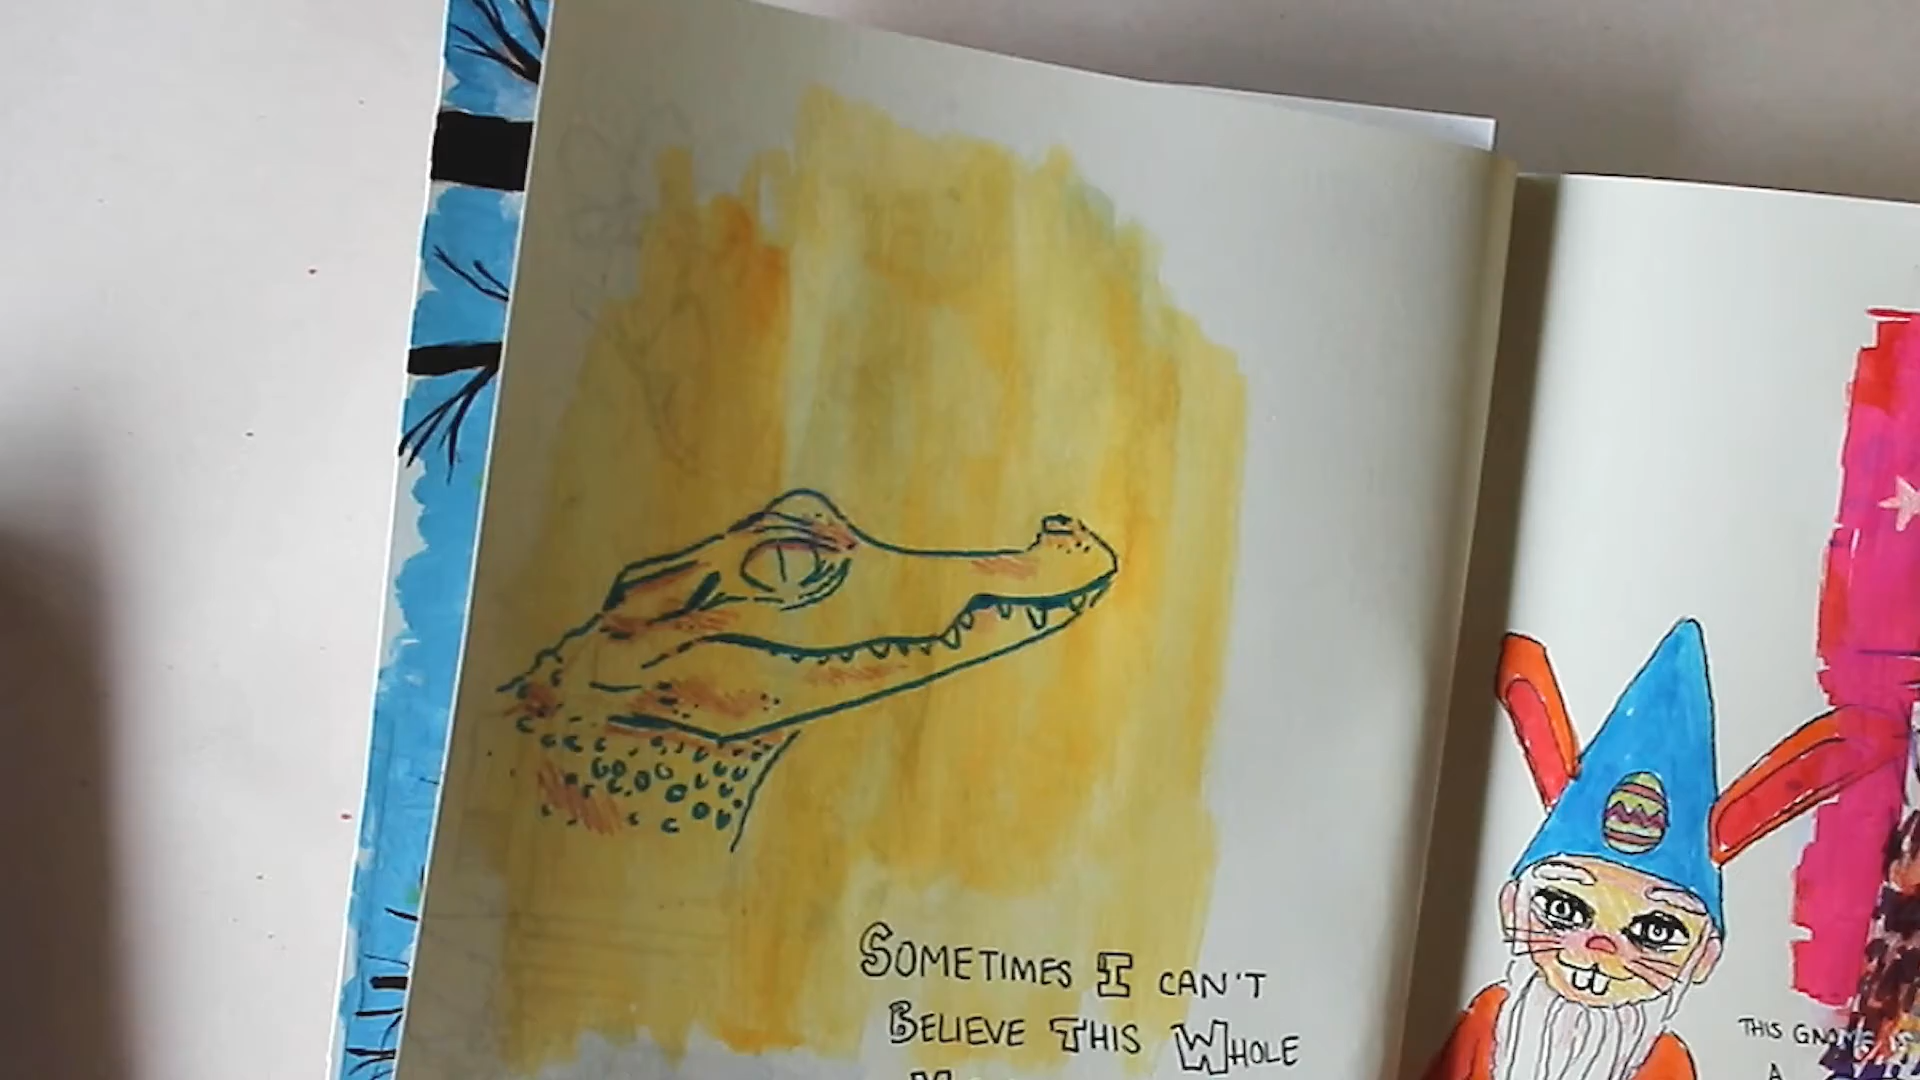 SOMETIMES I CAN'T
BELIEVE THIS WHOLE
THIS GNOME
A